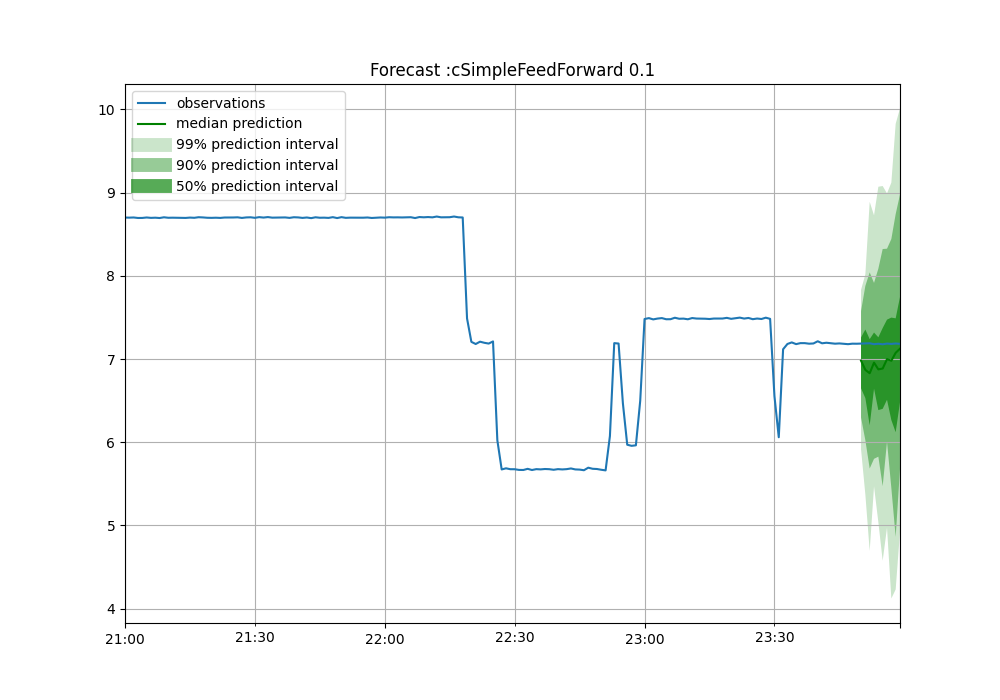 Forecast :cSimpleFeedForward 0.1
observations
median prediction
99% prediction interval
90% prediction interval
50% prediction interval
10
9
8
7
6
5
4
21:00
21:30
22:00
22:30
23:00
23:30